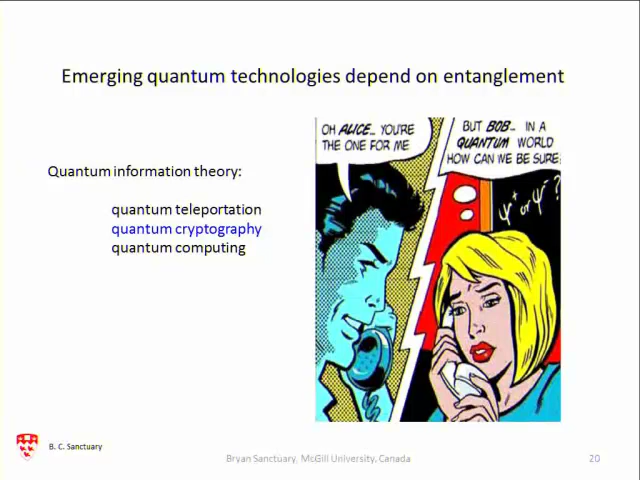 Emerging quantum technologies depend on entanglement
Quantum information theory:
quantum teleportation
quantum cryptography
quantum computing
OH ALICE... YOU'RE
THE ONE FOR ME
BUT BOB... IN A
QUANTUM WORLD
HOW CAN WE BE SURE
Ψ⁺ or Ψ⁻ ?
B. C. Sanctuary
Bryan Sanctuary, McGill University, Canada
20